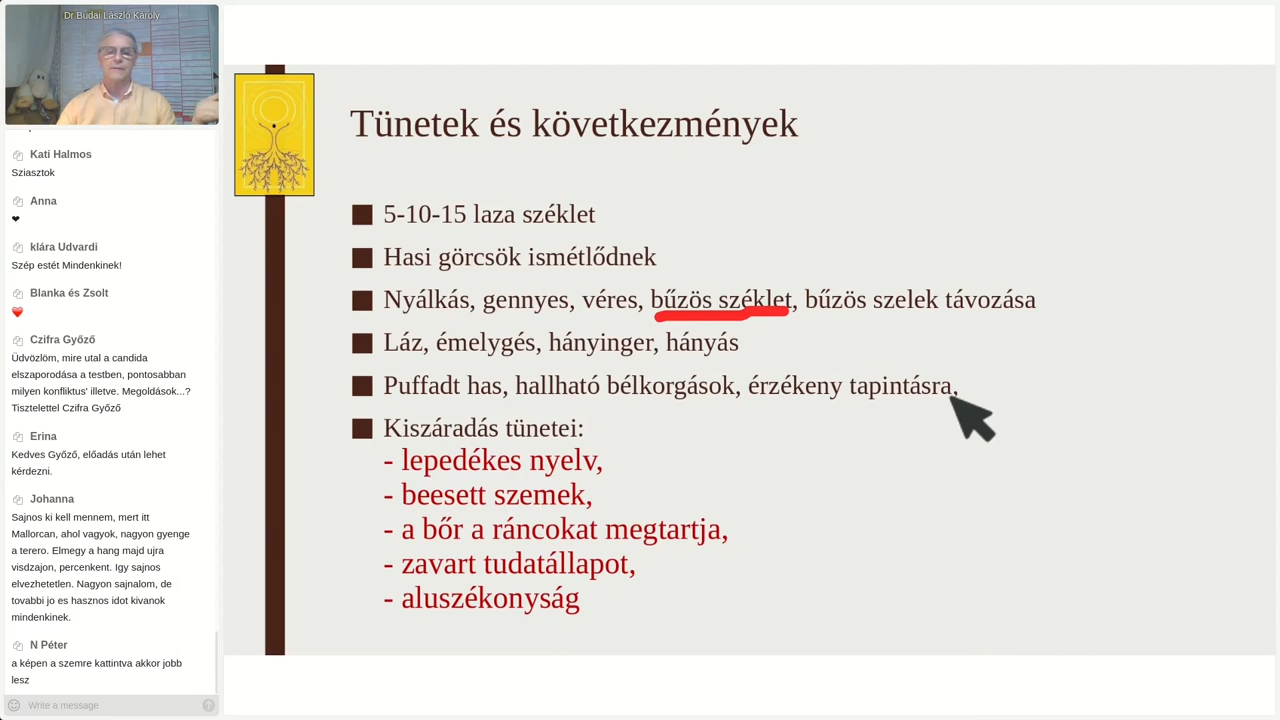 Dr Budai László Károly
Kati Halmos
Sziasztok
Anna
❤
klára Udvardi
Szép estét Mindenkinek!
Blanka és Zsolt
❤️
Czifra Győző
Üdvözlöm, mire utal a candida
elszaporodása a testben, pontosabban
milyen konfliktus' illetve. Megoldások...?
Tisztelettel Czifra Győző
Erina
Kedves Győző, előadás után lehet
kérdezni.
Johanna
Sajnos ki kell mennem, mert itt
Mallorcan, ahol vagyok, nagyon gyenge
a terero. Elmegy a hang majd ujra
visdzajon, percenkent. Igy sajnos
elvezhetetlen. Nagyon sajnalom, de
tovabbi jo es hasznos idot kivanok
mindenkinek.
N Péter
a képen a szemre kattintva akkor jobb
lesz
Write a message
Tünetek és következmények
5-10-15 laza széklet
Hasi görcsök ismétlődnek
Nyálkás, gennyes, véres, bűzös széklet, bűzös szelek távozása
Láz, émelygés, hányinger, hányás
Puffadt has, hallható bélkorgások, érzékeny tapintásra,
Kiszáradás tünetei:
- lepedékes nyelv,
- beesett szemek,
- a bőr a ráncokat megtartja,
- zavart tudatállapot,
- aluszékonyság